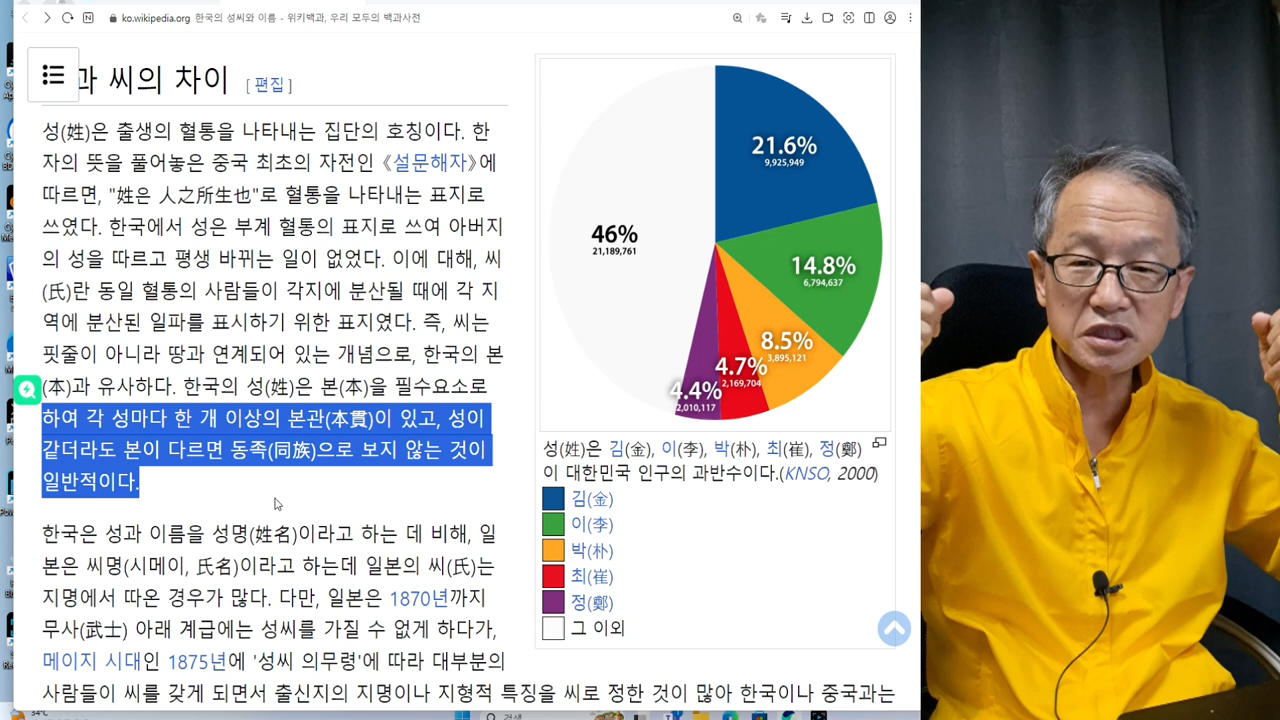 ko.wikipedia.org 한국의 성씨와 이름 - 위키백과, 우리 모두의 백과사전
과 씨의 차이 [ 편집 ]
성(姓)은 출생의 혈통을 나타내는 집단의 호칭이다. 한
자의 뜻을 풀어놓은 중국 최초의 자전인 《설문해자》에
따르면, "姓은 人之所生也"로 혈통을 나타내는 표지로
쓰였다. 한국에서 성은 부계 혈통의 표지로 쓰여 아버지
의 성을 따르고 평생 바뀌는 일이 없었다. 이에 대해, 씨
(氏)란 동일 혈통의 사람들이 각지에 분산될 때에 각 지
역에 분산된 일파를 표시하기 위한 표지였다. 즉, 씨는
핏줄이 아니라 땅과 연계되어 있는 개념으로, 한국의 본
(本)과 유사하다. 한국의 성(姓)은 본(本)을 필수요소로
하여 각 성마다 한 개 이상의 본관(本貫)이 있고, 성이
같더라도 본이 다르면 동족(同族)으로 보지 않는 것이
일반적이다.
한국은 성과 이름을 성명(姓名)이라고 하는 데 비해, 일
본은 씨명(시메이, 氏名)이라고 하는데 일본의 씨(氏)는
지명에서 따온 경우가 많다. 다만, 일본은 1870년까지
무사(武士) 아래 계급에는 성씨를 가질 수 없게 하다가,
메이지 시대인 1875년에 '성씨 의무령'에 따라 대부분의
사람들이 씨를 갖게 되면서 출신지의 지명이나 지형적 특징을 씨로 정한 것이 많아 한국이나 중국과는
21.6%
9,925,949
14.8%
6,794,637
8.5%
3,895,121
4.7%
2,169,704
4.4%
2,010,117
46%
21,189,761
성(姓)은 김(金), 이(李), 박(朴), 최(崔), 정(鄭)
이 대한민국 인구의 과반수이다.(KNSO, 2000)
김(金)
이(李)
박(朴)
최(崔)
정(鄭)
그 이외
34°C
검색